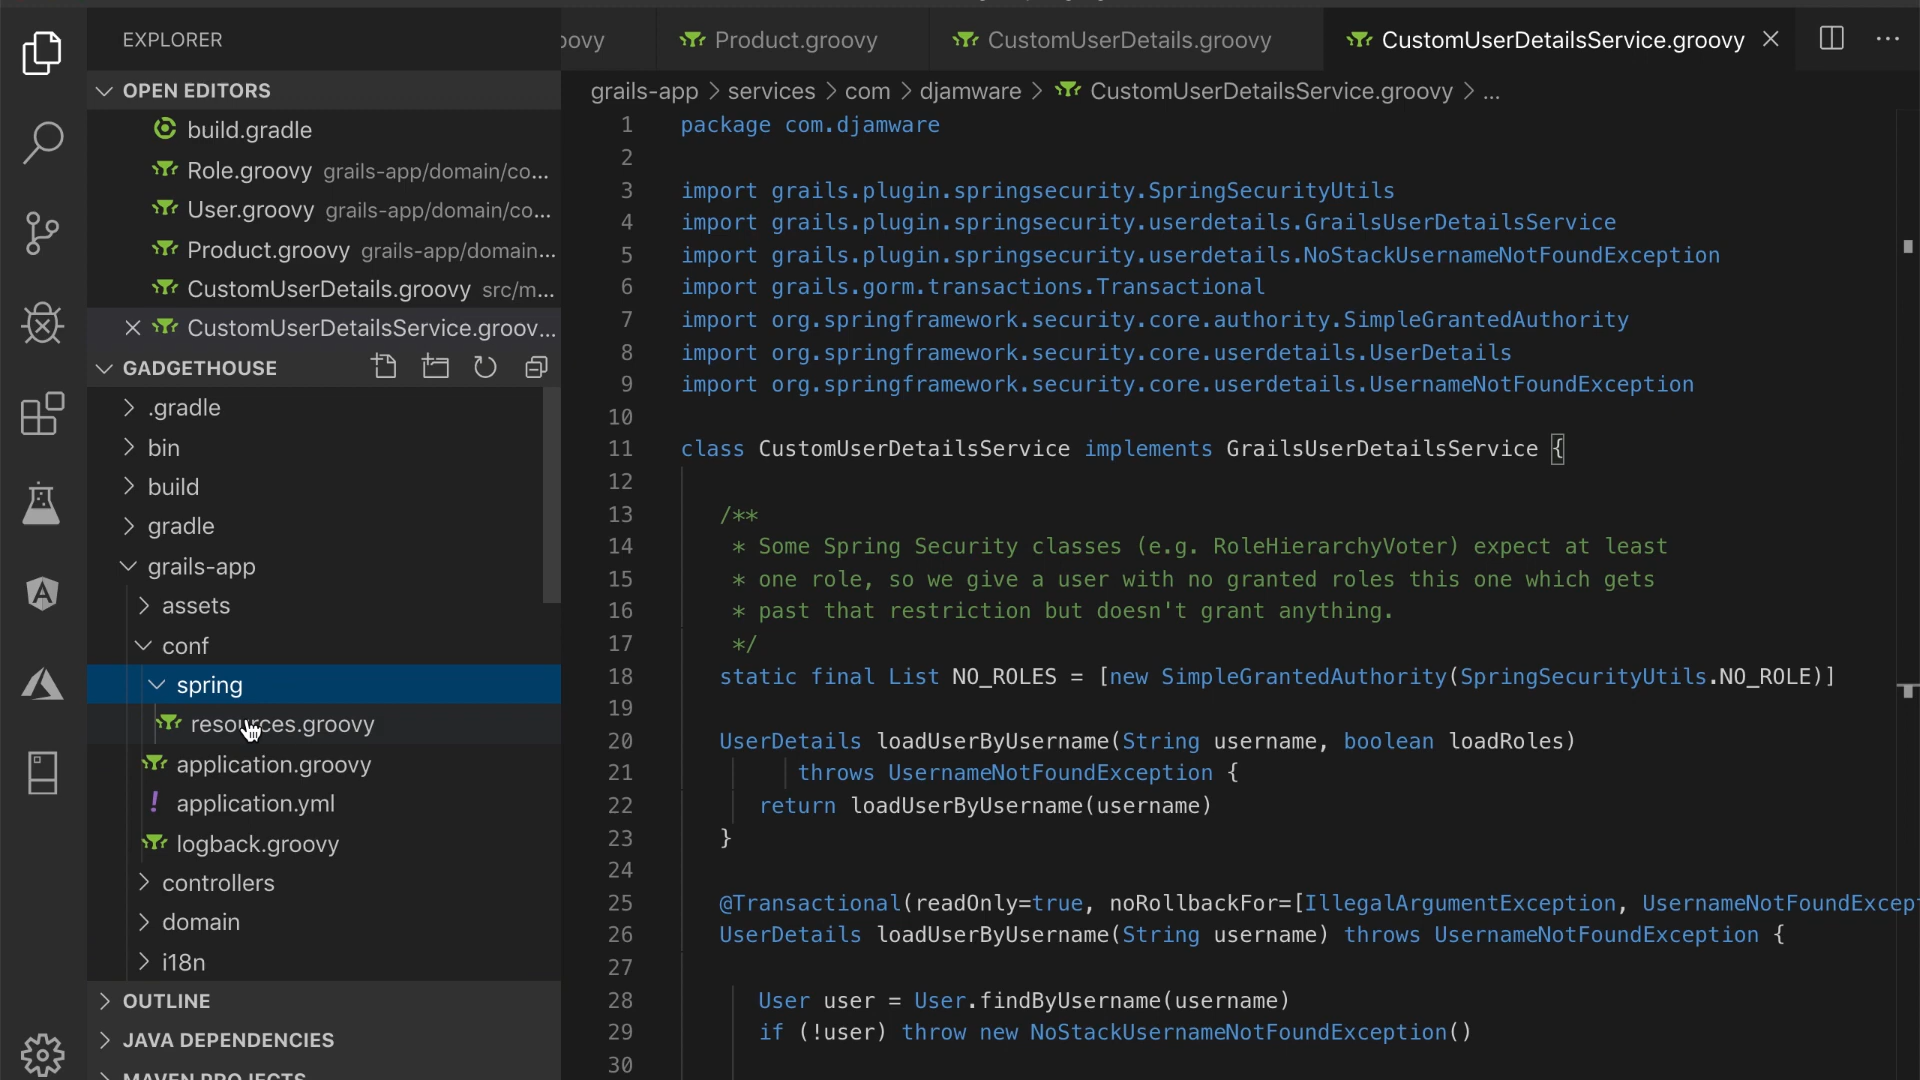 EXPLORER
OPEN EDITORS
build.gradle
Role.groovy grails-app/domain/co...
User.groovy grails-app/domain/co...
Product.groovy grails-app/domain...
CustomUserDetails.groovy src/m...
CustomUserDetailsService.groov...
GADGETHOUSE
.gradle
bin
build
gradle
grails-app
assets
conf
spring
resources.groovy
application.groovy
! application.yml
logback.groovy
controllers
domain
i18n
OUTLINE
JAVA DEPENDENCIES
MAVEN PROJECTS
Product.groovy
CustomUserDetails.groovy
CustomUserDetailsService.groovy
grails-app > services > com > djamware > CustomUserDetailsService.groovy > ...
1 package com.djamware
2
3 import grails.plugin.springsecurity.SpringSecurityUtils
4 import grails.plugin.springsecurity.userdetails.GrailsUserDetailsService
5 import grails.plugin.springsecurity.userdetails.NoStackUsernameNotFoundException
6 import grails.gorm.transactions.Transactional
7 import org.springframework.security.core.authority.SimpleGrantedAuthority
8 import org.springframework.security.core.userdetails.UserDetails
9 import org.springframework.security.core.userdetails.UsernameNotFoundException
10
11 class CustomUserDetailsService implements GrailsUserDetailsService {
12
13 /**
14 * Some Spring Security classes (e.g. RoleHierarchyVoter) expect at least
15 * one role, so we give a user with no granted roles this one which gets
16 * past that restriction but doesn't grant anything.
17 */
18 static final List NO_ROLES = [new SimpleGrantedAuthority(SpringSecurityUtils.NO_ROLE)]
19
20 UserDetails loadUserByUsername(String username, boolean loadRoles)
21 throws UsernameNotFoundException {
22 return loadUserByUsername(username)
23 }
24
25 @Transactional(readOnly=true, noRollbackFor=[IllegalArgumentException, UsernameNotFoundExcep
26 UserDetails loadUserByUsername(String username) throws UsernameNotFoundException {
27
28 User user = User.findByUsername(username)
29 if (!user) throw new NoStackUsernameNotFoundException()
30